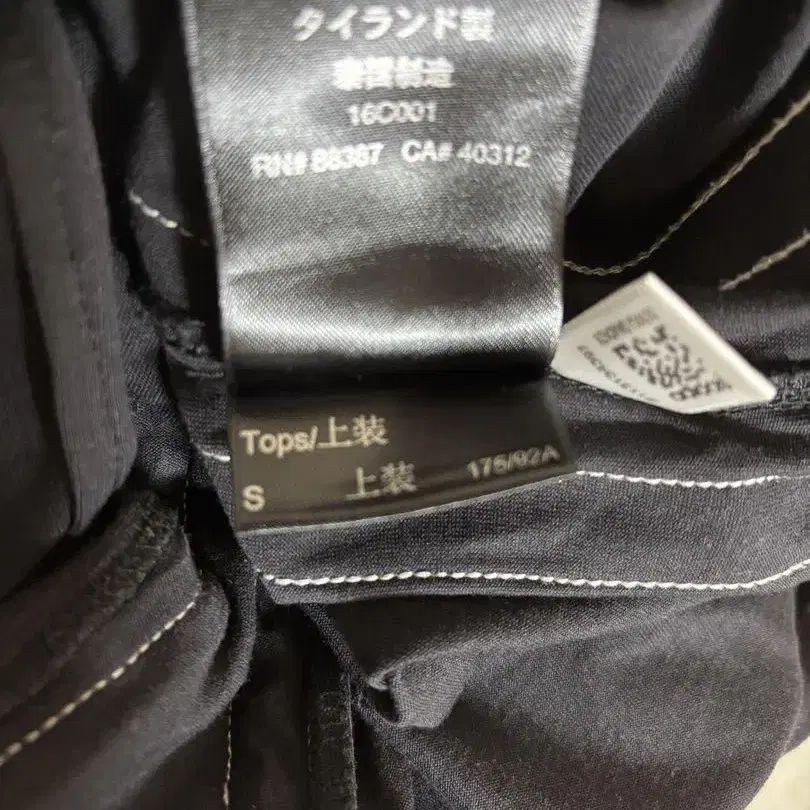 タイランド製
泰國製造
16C001
RN# 88387 CA# 40312
Tops/上装
S 上装 175/92A